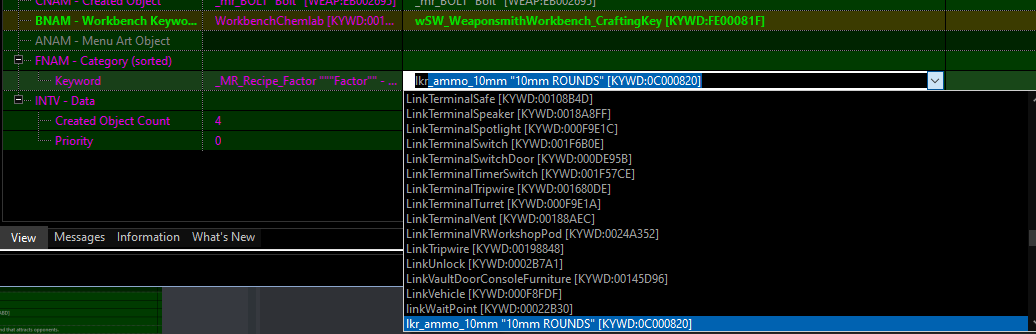 CNAM - Created Object _mr_BOLT "Bolt" [WEAP:EB002095] _mr_BOLT "Bolt" [WEAP:EB002095]
BNAM - Workbench Keywo... WorkbenchChemlab [KYWD:001... wSW_WeaponsmithWorkbench_CraftingKey [KYWD:FE00081F]
ANAM - Menu Art Object
FNAM - Category (sorted)
Keyword _MR_Recipe_Factor """Factor"" - ... lkr_ammo_10mm "10mm ROUNDS" [KYWD:0C000820]
INTV - Data
Created Object Count 4
Priority 0
LinkTerminalSafe [KYWD:00108B4D]
LinkTerminalSpeaker [KYWD:0018A8FF]
LinkTerminalSpotlight [KYWD:000F9E1C]
LinkTerminalSwitch [KYWD:001F6B0E]
LinkTerminalSwitchDoor [KYWD:000DE95B]
LinkTerminalTimerSwitch [KYWD:001F57CE]
LinkTerminalTripwire [KYWD:001680DE]
LinkTerminalTurret [KYWD:000F9E1A]
LinkTerminalVent [KYWD:00188AEC]
LinkTerminalVRWorkshopPod [KYWD:0024A352]
LinkTripwire [KYWD:00198848]
LinkUnlock [KYWD:0002B7A1]
LinkVaultDoorConsoleFurniture [KYWD:00145D96]
LinkVehicle [KYWD:000F8FDF]
linkWaitPoint [KYWD:00022B30]
lkr_ammo_10mm "10mm ROUNDS" [KYWD:0C000820]
View Messages Information What's New
and that attracts opponents.